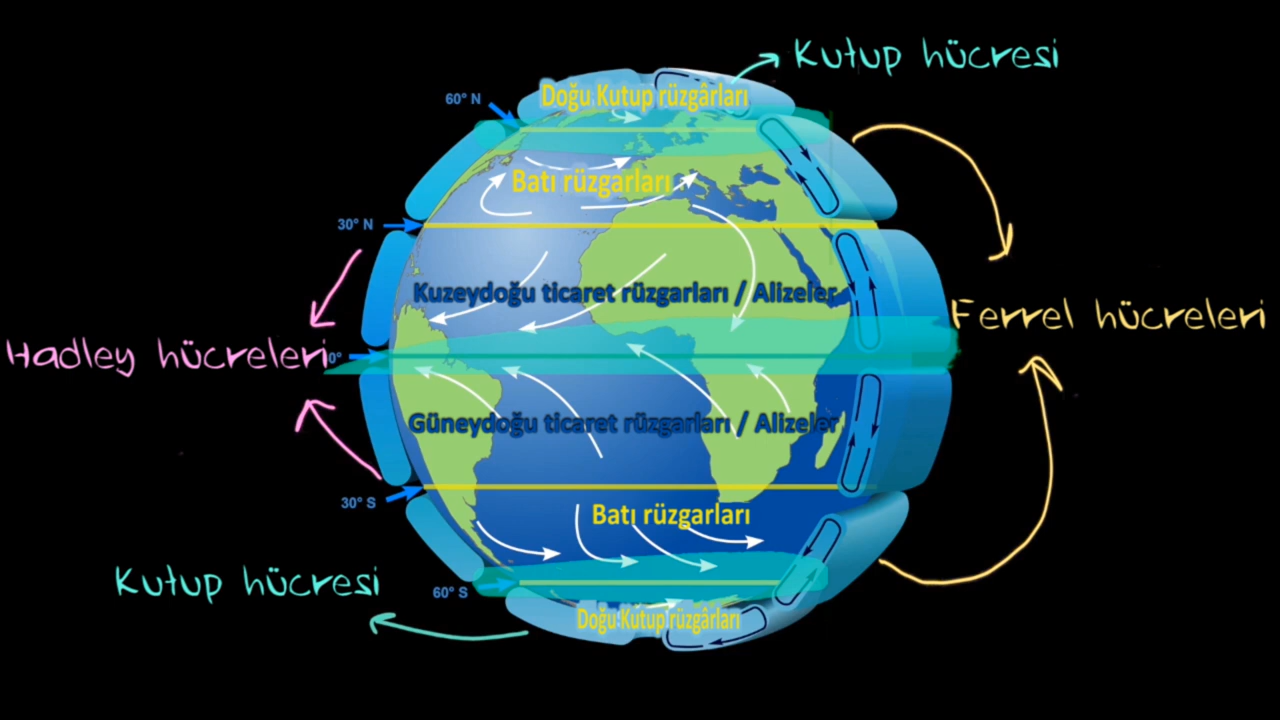 Kutup hücresi
60° N
Doğu Kutup rüzgârları
Batı rüzgarları
30° N
Kuzeydoğu ticaret rüzgarları / Alizeler
Ferrel hücreleri
Hadley hücreleri
0°
Güneydoğu ticaret rüzgarları / Alizeler
30° S
Batı rüzgarları
Kutup hücresi
60° S
Doğu Kutup rüzgârları